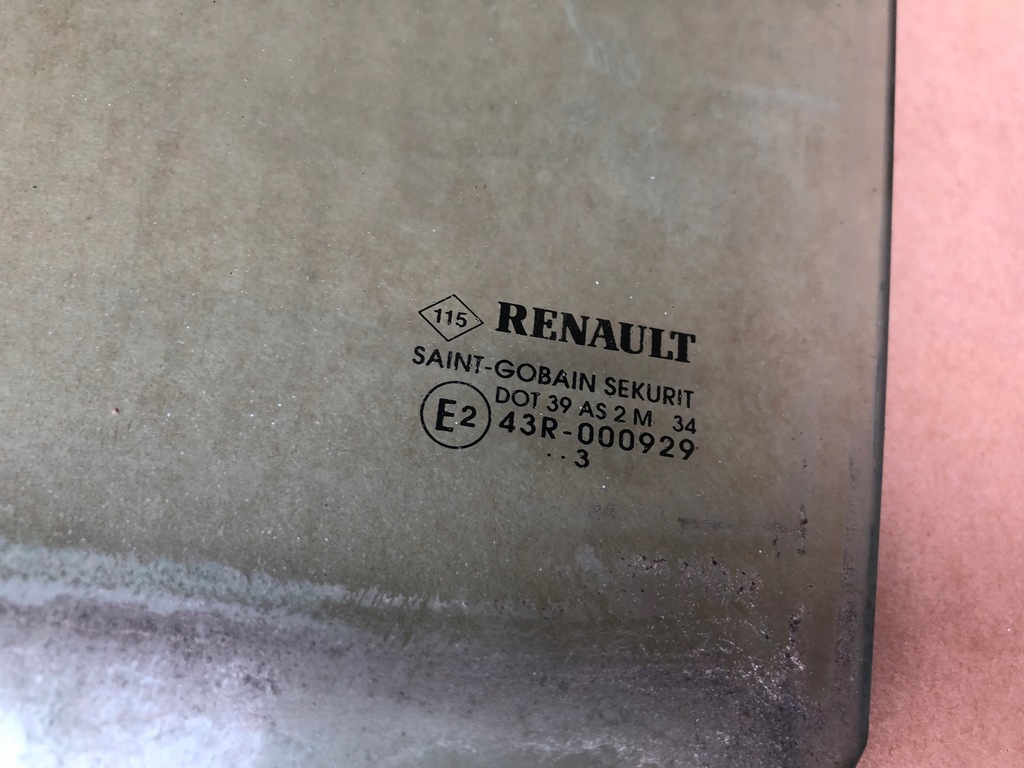 115 RENAULT
SAINT-GOBAIN SEKURIT
DOT 39 AS 2 M 34
E2 43R-000929
··3